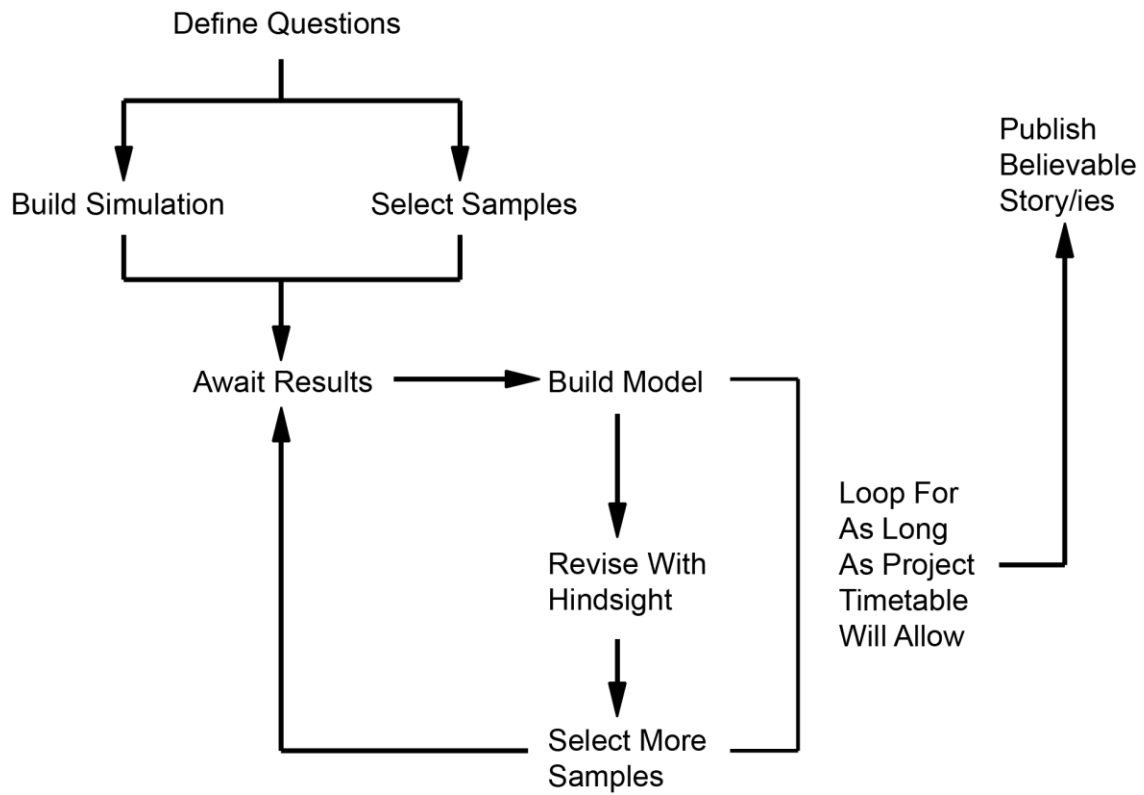 Define Questions
Build Simulation
Select Samples
Publish
Believable
Story/ies
Await Results
Build Model
Loop For
As Long
As Project
Timetable
Will Allow
Revise With
Hindsight
Select More
Samples